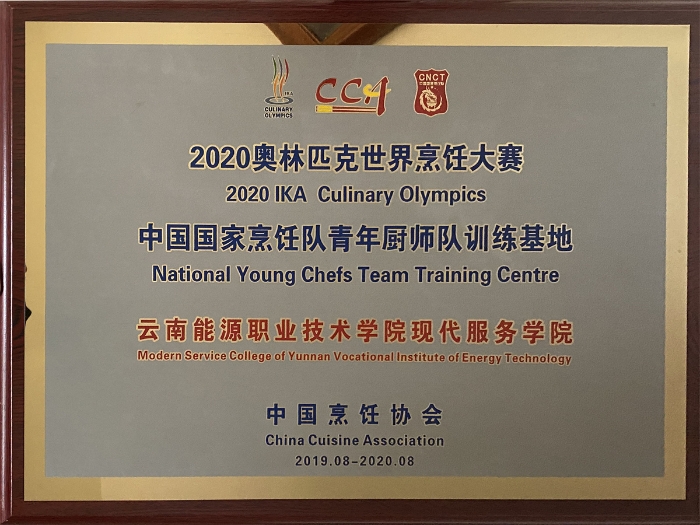 IKA
CULINARY
OLYMPICS
CCA
CNCT
2020奥林匹克世界烹饪大赛
2020 IKA Culinary Olympics
中国国家烹饪队青年厨师队训练基地
National Young Chefs Team Training Centre
云南能源职业技术学院现代服务学院
Modern Service College of Yunnan Vocational Institute of Energy Technology
中国烹饪协会
China Cuisine Association
2019.08-2020.08